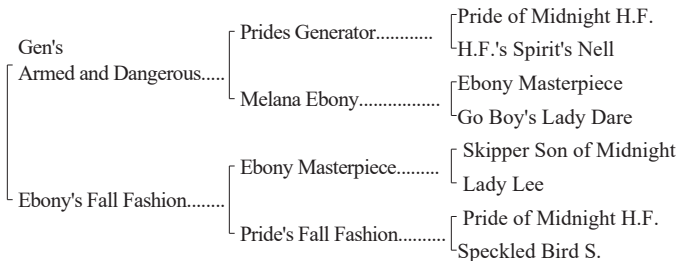 Pride of Midnight H.F.
Prides Generator............
H.F.'s Spirit's Nell
Gen's
Armed and Dangerous.....
Ebony Masterpiece
Melana Ebony.................
Go Boy's Lady Dare
Skipper Son of Midnight
Ebony Masterpiece.........
Lady Lee
Ebony's Fall Fashion........
Pride of Midnight H.F.
Pride's Fall Fashion..........
Speckled Bird S.